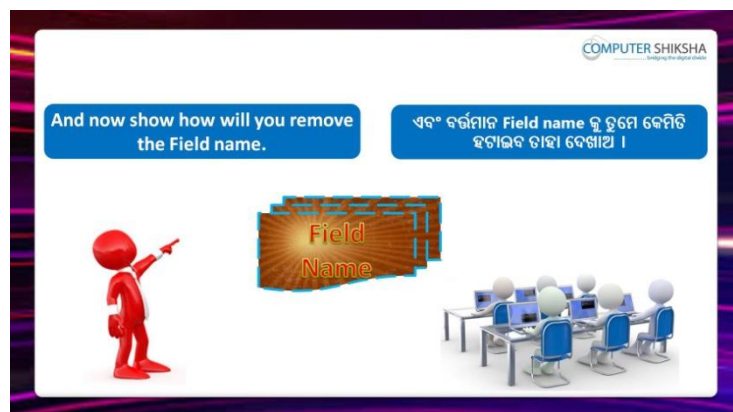 COMPUTER SHIKSHA
bridging the digital divide
And now show how will you remove
the Field name.
ଏବଂ ବର୍ତ୍ତମାନ Field name କୁ ତୁମେ କେମିତି
ହଟାଇବ ତାହା ଦେଖାଅ ।
Field
Name